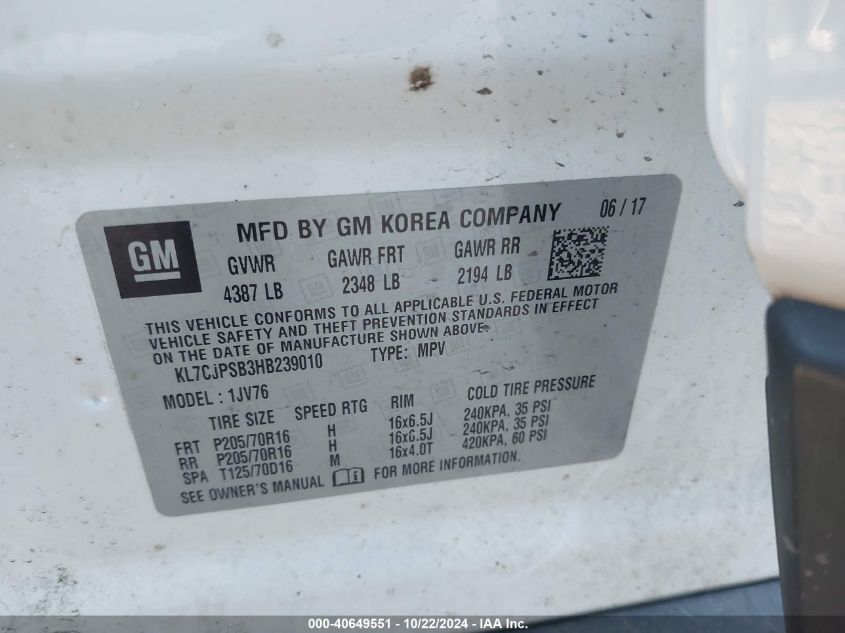 GM
MFD BY GM KOREA COMPANY 06 / 17
GVWR GAWR FRT GAWR RR
4387 LB 2348 LB 2194 LB
THIS VEHICLE CONFORMS TO ALL APPLICABLE U.S. FEDERAL MOTOR
VEHICLE SAFETY AND THEFT PREVENTION STANDARDS IN EFFECT
ON THE DATE OF MANUFACTURE SHOWN ABOVE.
KL7CJPSB3HB239010 TYPE: MPV
MODEL : 1JV76
TIRE SIZE SPEED RTG RIM COLD TIRE PRESSURE
FRT P205/70R16 H 16x6.5J 240KPA, 35 PSI
RR P205/70R16 H 16x6.5J 240KPA, 35 PSI
SPA T125/70D16 M 16x4.0T 420KPA, 60 PSI
SEE OWNER'S MANUAL FOR MORE INFORMATION.
000-40649551 - 10/22/2024 - IAA Inc.